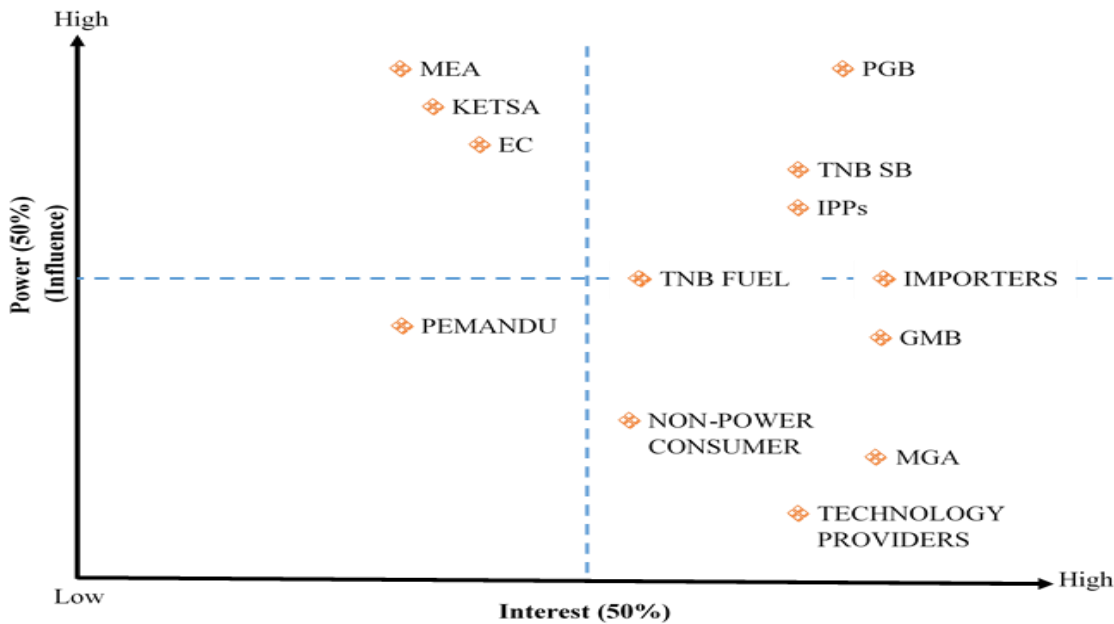 High
MEA
PGB
KETSA
EC
TNB SB
IPPs
Power (50%)
(Influence)
TNB FUEL
IMPORTERS
PEMANDU
GMB
NON-POWER
CONSUMER
MGA
TECHNOLOGY
PROVIDERS
Low
High
Interest (50%)